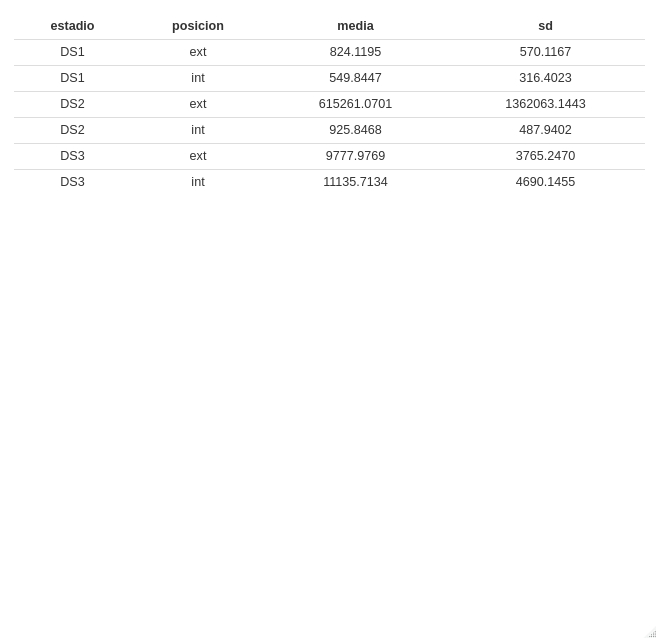 estadio posicion media sd
DS1 ext 824.1195 570.1167
DS1 int 549.8447 316.4023
DS2 ext 615261.0701 1362063.1443
DS2 int 925.8468 487.9402
DS3 ext 9777.9769 3765.2470
DS3 int 11135.7134 4690.1455